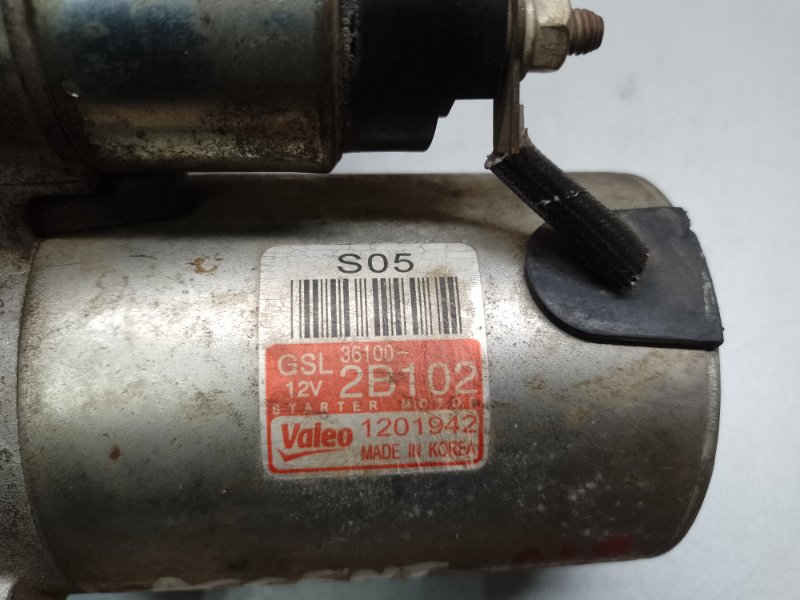 S05
GSL 36100-
12V 2B102
STARTER MOTOR
Valeo 1201942
MADE IN KOREA